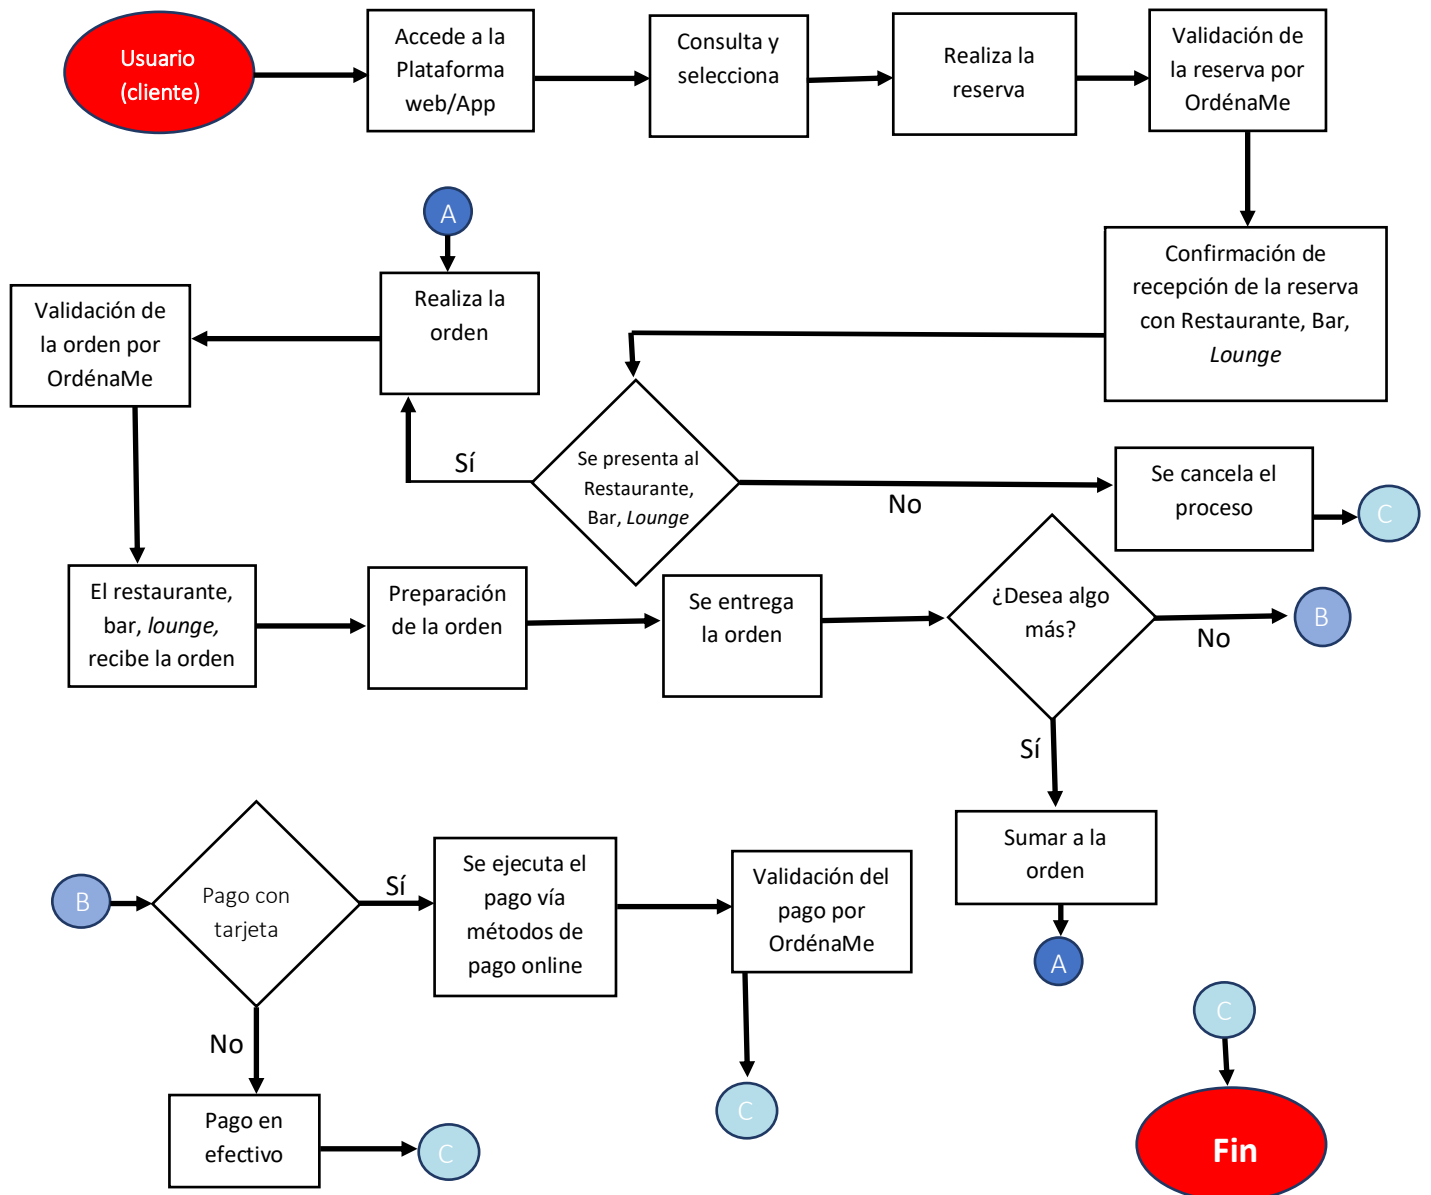 Usuario
(cliente)
Accede a la
Plataforma
web/App
Consulta y
selecciona
Realiza la
reserva
Validación de
la reserva por
OrdénaMe
Confirmación de
recepción de la reserva
con Restaurante, Bar,
Lounge
A
Realiza la
orden
Validación de
la orden por
OrdénaMe
Sí
Se presenta al
Restaurante,
Bar, Lounge
No
Se cancela el
proceso
C
El restaurante,
bar, lounge,
recibe la orden
Preparación
de la orden
Se entrega
la orden
¿Desea algo
más?
No
B
Sí
Sumar a la
orden
A
B
Pago con
tarjeta
Sí
Se ejecuta el
pago vía
métodos de
pago online
Validación del
pago por
OrdénaMe
C
No
Pago en
efectivo
C
C
Fin